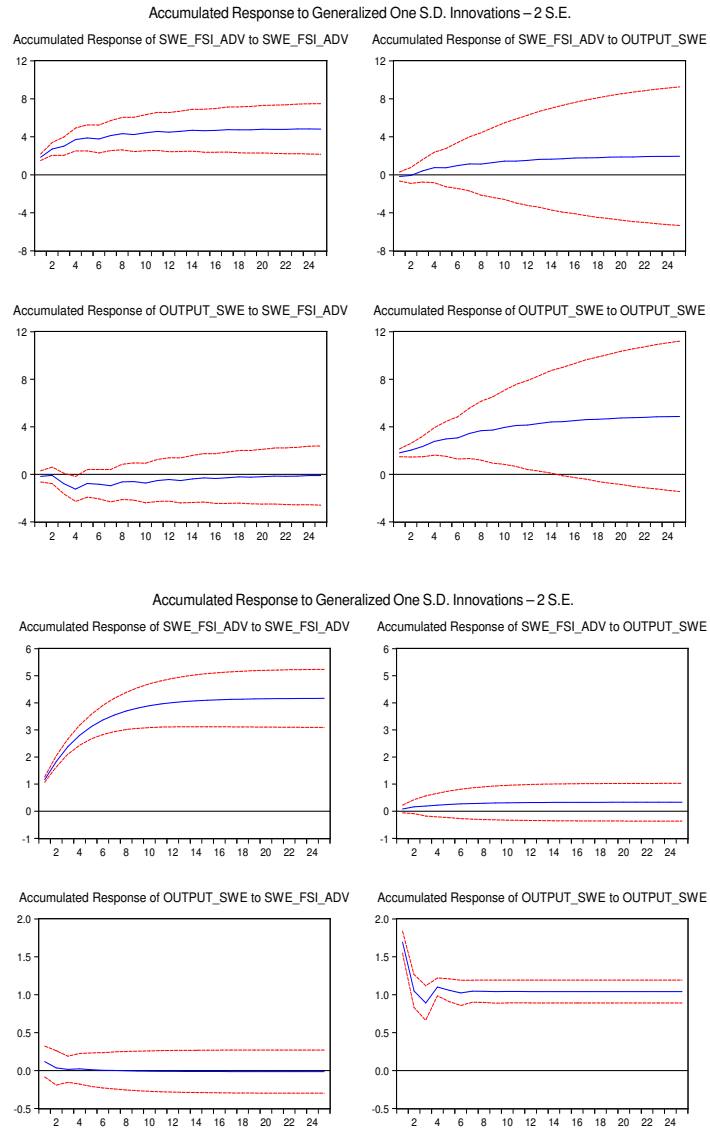 Accumulated Response to Generalized One S.D. Innovations – 2 S.E.
Accumulated Response of SWE_FSI_ADV to SWE_FSI_ADV
Accumulated Response of SWE_FSI_ADV to OUTPUT_SWE
12
8
4
0
-4
-8
2 4 6 8 10 12 14 16 18 20 22 24
12
8
4
0
-4
-8
2 4 6 8 10 12 14 16 18 20 22 24
Accumulated Response of OUTPUT_SWE to SWE_FSI_ADV
Accumulated Response of OUTPUT_SWE to OUTPUT_SWE
12
8
4
0
-4
2 4 6 8 10 12 14 16 18 20 22 24
12
8
4
0
-4
2 4 6 8 10 12 14 16 18 20 22 24
Accumulated Response to Generalized One S.D. Innovations – 2 S.E.
Accumulated Response of SWE_FSI_ADV to SWE_FSI_ADV
Accumulated Response of SWE_FSI_ADV to OUTPUT_SWE
6
5
4
3
2
1
0
-1
2 4 6 8 10 12 14 16 18 20 22 24
6
5
4
3
2
1
0
-1
2 4 6 8 10 12 14 16 18 20 22 24
Accumulated Response of OUTPUT_SWE to SWE_FSI_ADV
Accumulated Response of OUTPUT_SWE to OUTPUT_SWE
2.0
1.5
1.0
0.5
0.0
-0.5
2 4 6 8 10 12 14 16 18 20 22 24
2.0
1.5
1.0
0.5
0.0
-0.5
2 4 6 8 10 12 14 16 18 20 22 24